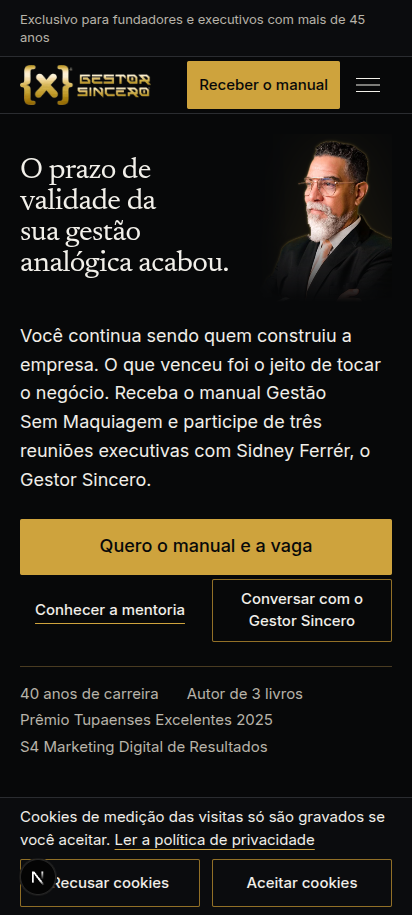 Exclusivo para fundadores e executivos com mais de 45
anos
{x} GESTOR
SINCERO
Receber o manual
O prazo de
validade da
sua gestão
analógica acabou.
Você continua sendo quem construiu a
empresa. O que venceu foi o jeito de tocar
o negócio. Receba o manual Gestão
Sem Maquiagem e participe de três
reuniões executivas com Sidney Ferrér, o
Gestor Sincero.
Quero o manual e a vaga
Conhecer a mentoria
Conversar com o
Gestor Sincero
40 anos de carreira Autor de 3 livros
Prêmio Tupaenses Excelentes 2025
S4 Marketing Digital de Resultados
Cookies de medição das visitas só são gravados se
você aceitar. Ler a política de privacidade
N
Recusar cookies
Aceitar cookies